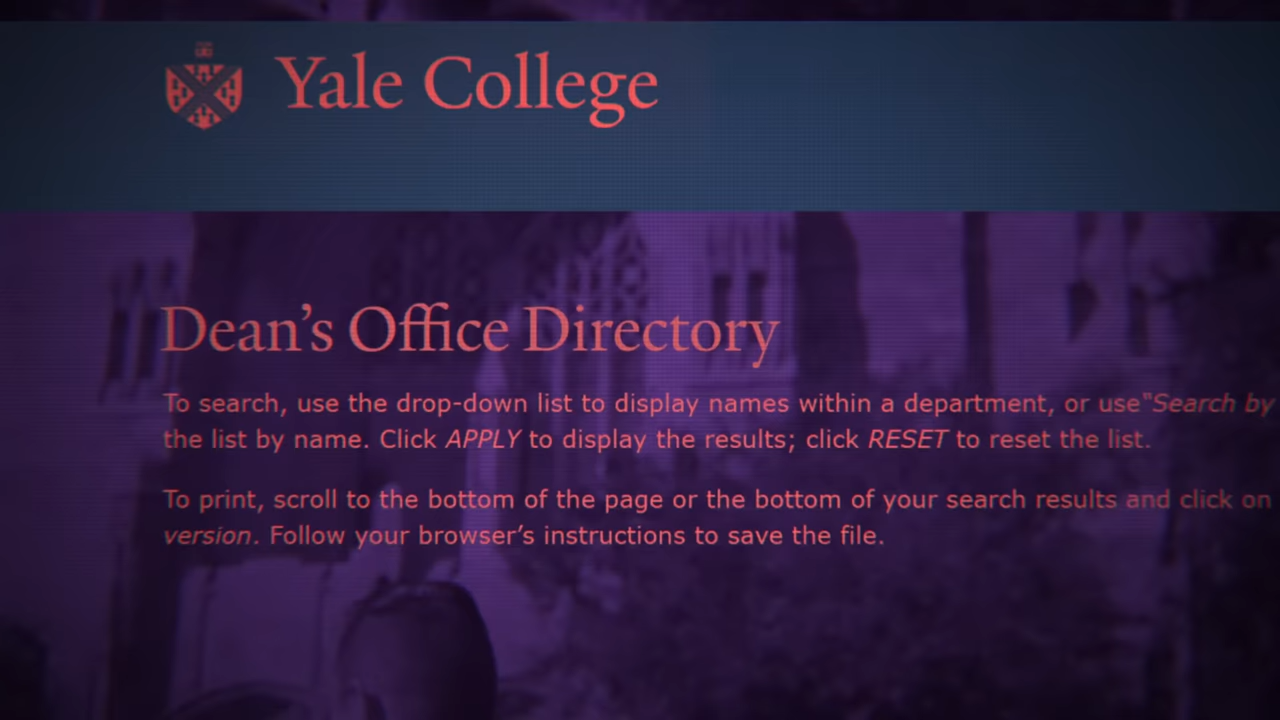 Yale College
Dean’s Office Directory
To search, use the drop-down list to display names within a department, or use“Search by
the list by name. Click APPLY to display the results; click RESET to reset the list.
To print, scroll to the bottom of the page or the bottom of your search results and click on
version. Follow your browser’s instructions to save the file.